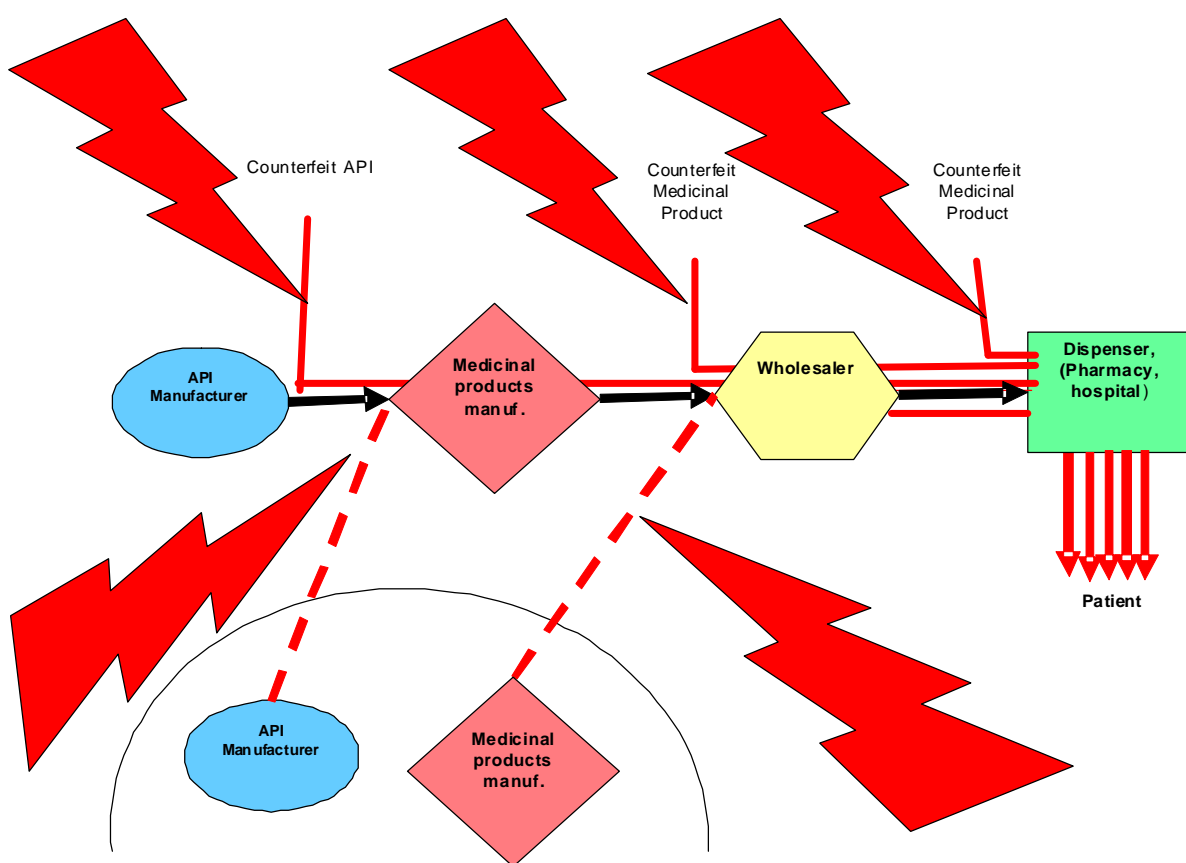 Counterfeit API
Counterfeit
Medicinal
Product
Counterfeit
Medicinal
Product
API
Manufacturer
Medicinal
products
manuf.
Wholesaler
Dispenser,
(Pharmacy,
hospital)
Patient
API
Manufacturer
Medicinal
products
manuf.